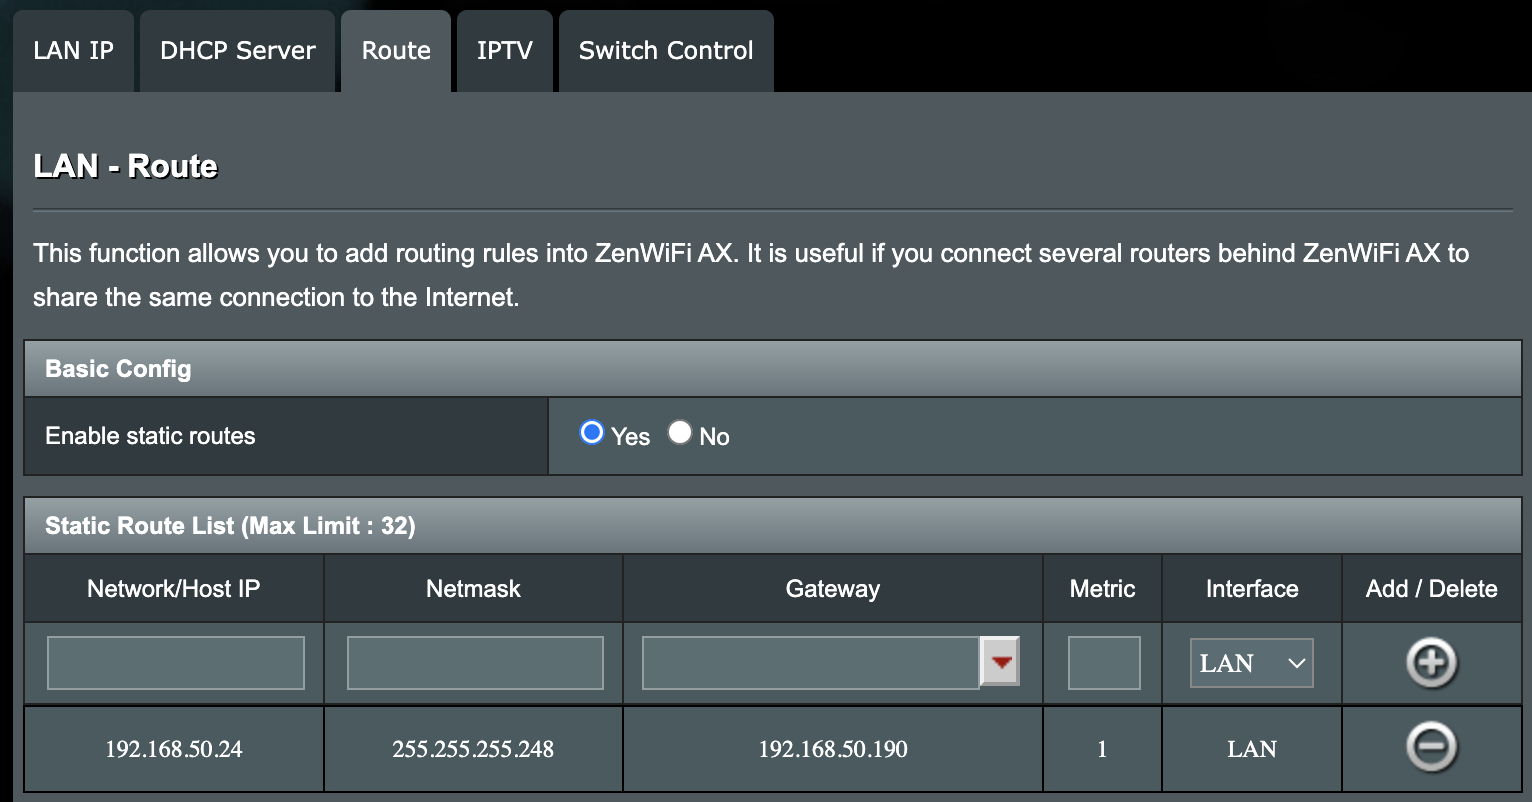 LAN IP DHCP Server Route IPTV Switch Control
LAN - Route
This function allows you to add routing rules into ZenWiFi AX. It is useful if you connect several routers behind ZenWiFi AX to
share the same connection to the Internet.
Basic Config
Enable static routes Yes No
Static Route List (Max Limit : 32)
Network/Host IP Netmask Gateway Metric Interface Add / Delete
LAN
192.168.50.24 255.255.255.248 192.168.50.190 1 LAN